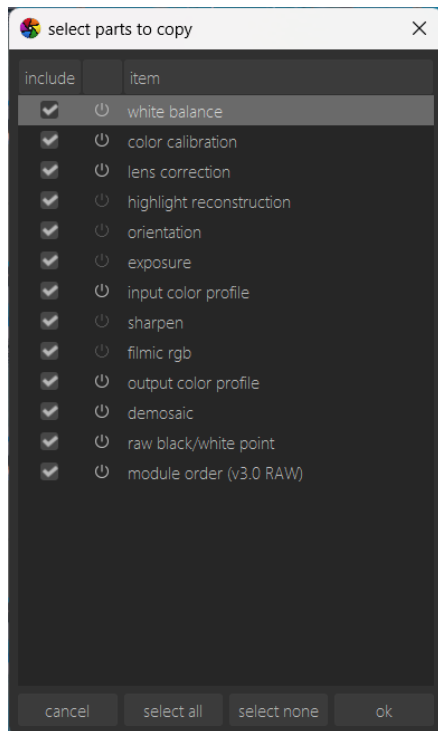 select parts to copy
include item
white balance
color calibration
lens correction
highlight reconstruction
orientation
exposure
input color profile
sharpen
filmic rgb
output color profile
demosaic
raw black/white point
module order (v3.0 RAW)
cancel select all select none ok